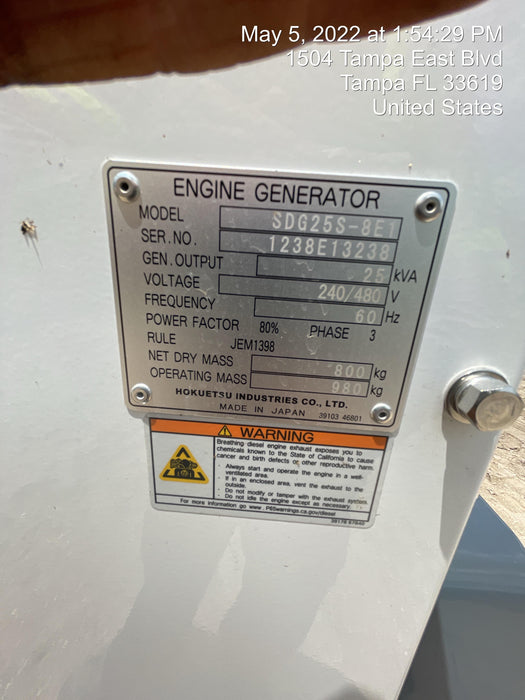 May 5, 2022 at 1:54:29 PM
1504 Tampa East Blvd
Tampa FL 33619
United States
ENGINE GENERATOR
MODEL SDG25S-8E1
SER.NO. 1238E13238
GEN.OUTPUT 25 kVA
VOLTAGE 240/480 V
FREQUENCY 60 Hz
POWER FACTOR 80% PHASE 3
RULE JEM1398
NET DRY MASS 800 kg
OPERATING MASS 980 kg
HOKUETSU INDUSTRIES CO., LTD.
MADE IN JAPAN 39103 46801
WARNING
Breathing diesel engine exhaust exposes you to
chemicals known to the State of California to cause
cancer and birth defects or other reproductive harm.
- Always start and operate the engine in a well-
ventilated area.
- If in an enclosed area, vent the exhaust to the
outside.
- Do not modify or tamper with the exhaust system.
- Do not idle the engine except as necessary.
For more information go www.P65warnings.ca.gov/diesel